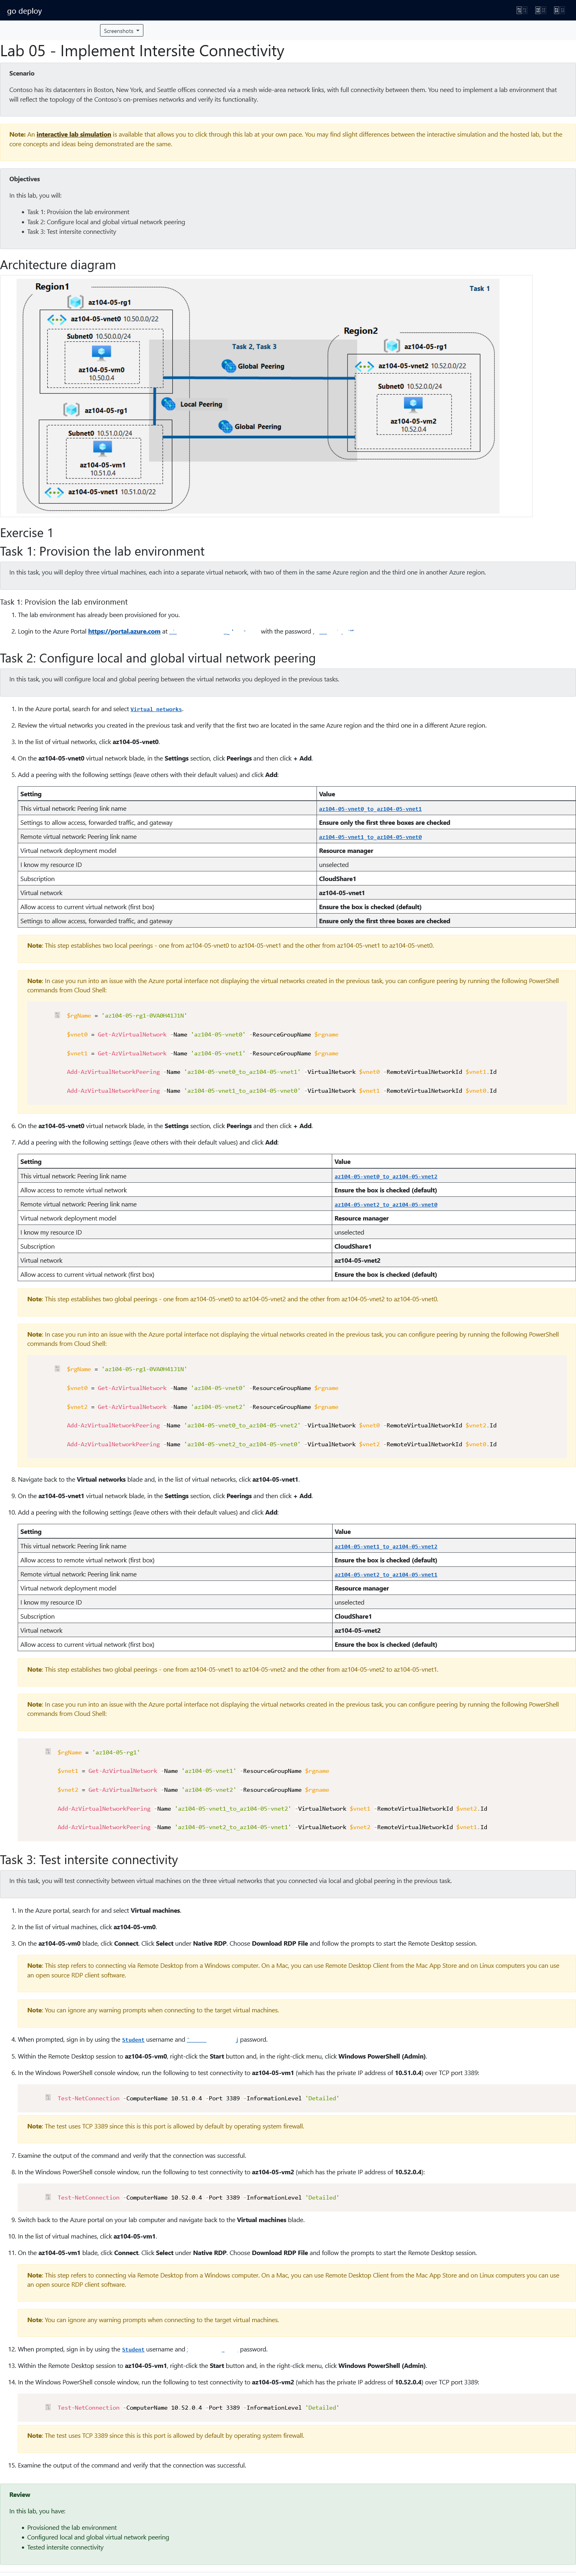 go deploy
Screenshots
Lab 05 - Implement Intersite Connectivity
Scenario
Contoso has its datacenters in Boston, New York, and Seattle offices connected via a mesh wide-area network links, with full connectivity between them. You need to implement a lab environment that
will reflect the topology of the Contoso's on-premises networks and verify its functionality.
Note: An interactive lab simulation is available that allows you to click through this lab at your own pace. You may find slight differences between the interactive simulation and the hosted lab, but the
core concepts and ideas being demonstrated are the same.
Objectives
In this lab, you will:
• Task 1: Provision the lab environment
• Task 2: Configure local and global virtual network peering
• Task 3: Test intersite connectivity
Architecture diagram
Region1
Task 1
az104-05-rg1
az104-05-vnet0 10.50.0.0/22
Subnet0 10.50.0.0/24
az104-05-vm0
10.50.0.4
Region2
az104-05-rg1
Task 2, Task 3
Global Peering
az104-05-vnet2 10.52.0.0/22
Subnet0 10.52.0.0/24
az104-05-vm2
10.52.0.4
Local Peering
az104-05-rg1
Global Peering
Subnet0 10.51.0.0/24
az104-05-vm1
10.51.0.4
az104-05-vnet1 10.51.0.0/22
Exercise 1
Task 1: Provision the lab environment
In this task, you will deploy three virtual machines, each into a separate virtual network, with two of them in the same Azure region and the third one in another Azure region.
Task 1: Provision the lab environment
1. The lab environment has already been provisioned for you.
2. Login to the Azure Portal https://portal.azure.com at with the password
Task 2: Configure local and global virtual network peering
In this task, you will configure local and global peering between the virtual networks you deployed in the previous tasks.
1. In the Azure portal, search for and select Virtual networks.
2. Review the virtual networks you created in the previous task and verify that the first two are located in the same Azure region and the third one in a different Azure region.
3. In the list of virtual networks, click az104-05-vnet0.
4. On the az104-05-vnet0 virtual network blade, in the Settings section, click Peerings and then click + Add.
5. Add a peering with the following settings (leave others with their default values) and click Add:
Setting Value
This virtual network: Peering link name az104-05-vnet0_to_az104-05-vnet1
Settings to allow access, forwarded traffic, and gateway Ensure only the first three boxes are checked
Remote virtual network: Peering link name az104-05-vnet1_to_az104-05-vnet0
Virtual network deployment model Resource manager
I know my resource ID unselected
Subscription CloudShare1
Virtual network az104-05-vnet1
Allow access to current virtual network (first box) Ensure the box is checked (default)
Settings to allow access, forwarded traffic, and gateway Ensure only the first three boxes are checked
Note: This step establishes two local peerings - one from az104-05-vnet0 to az104-05-vnet1 and the other from az104-05-vnet1 to az104-05-vnet0.
Note: In case you run into an issue with the Azure portal interface not displaying the virtual networks created in the previous task, you can configure peering by running the following PowerShell
commands from Cloud Shell:
$rgName = 'az104-05-rg1-0VA0H41J1N'
$vnet0 = Get-AzVirtualNetwork -Name 'az104-05-vnet0' -ResourceGroupName $rgname
$vnet1 = Get-AzVirtualNetwork -Name 'az104-05-vnet1' -ResourceGroupName $rgname
Add-AzVirtualNetworkPeering -Name 'az104-05-vnet0_to_az104-05-vnet1' -VirtualNetwork $vnet0 -RemoteVirtualNetworkId $vnet1.Id
Add-AzVirtualNetworkPeering -Name 'az104-05-vnet1_to_az104-05-vnet0' -VirtualNetwork $vnet1 -RemoteVirtualNetworkId $vnet0.Id
6. On the az104-05-vnet0 virtual network blade, in the Settings section, click Peerings and then click + Add.
7. Add a peering with the following settings (leave others with their default values) and click Add:
Setting Value
This virtual network: Peering link name az104-05-vnet0_to_az104-05-vnet2
Allow access to remote virtual network Ensure the box is checked (default)
Remote virtual network: Peering link name az104-05-vnet2_to_az104-05-vnet0
Virtual network deployment model Resource manager
I know my resource ID unselected
Subscription CloudShare1
Virtual network az104-05-vnet2
Allow access to current virtual network (first box) Ensure the box is checked (default)
Note: This step establishes two global peerings - one from az104-05-vnet0 to az104-05-vnet2 and the other from az104-05-vnet2 to az104-05-vnet0.
Note: In case you run into an issue with the Azure portal interface not displaying the virtual networks created in the previous task, you can configure peering by running the following PowerShell
commands from Cloud Shell:
$rgName = 'az104-05-rg1-0VA0H41J1N'
$vnet0 = Get-AzVirtualNetwork -Name 'az104-05-vnet0' -ResourceGroupName $rgname
$vnet2 = Get-AzVirtualNetwork -Name 'az104-05-vnet2' -ResourceGroupName $rgname
Add-AzVirtualNetworkPeering -Name 'az104-05-vnet0_to_az104-05-vnet2' -VirtualNetwork $vnet0 -RemoteVirtualNetworkId $vnet2.Id
Add-AzVirtualNetworkPeering -Name 'az104-05-vnet2_to_az104-05-vnet0' -VirtualNetwork $vnet2 -RemoteVirtualNetworkId $vnet0.Id
8. Navigate back to the Virtual networks blade and, in the list of virtual networks, click az104-05-vnet1.
9. On the az104-05-vnet1 virtual network blade, in the Settings section, click Peerings and then click + Add.
10. Add a peering with the following settings (leave others with their default values) and click Add:
Setting Value
This virtual network: Peering link name az104-05-vnet1_to_az104-05-vnet2
Allow access to remote virtual network (first box) Ensure the box is checked (default)
Remote virtual network: Peering link name az104-05-vnet2_to_az104-05-vnet1
Virtual network deployment model Resource manager
I know my resource ID unselected
Subscription CloudShare1
Virtual network az104-05-vnet2
Allow access to current virtual network (first box) Ensure the box is checked (default)
Note: This step establishes two global peerings - one from az104-05-vnet1 to az104-05-vnet2 and the other from az104-05-vnet2 to az104-05-vnet1.
Note: In case you run into an issue with the Azure portal interface not displaying the virtual networks created in the previous task, you can configure peering by running the following PowerShell
commands from Cloud Shell:
$rgName = 'az104-05-rg1'
$vnet1 = Get-AzVirtualNetwork -Name 'az104-05-vnet1' -ResourceGroupName $rgname
$vnet2 = Get-AzVirtualNetwork -Name 'az104-05-vnet2' -ResourceGroupName $rgname
Add-AzVirtualNetworkPeering -Name 'az104-05-vnet1_to_az104-05-vnet2' -VirtualNetwork $vnet1 -RemoteVirtualNetworkId $vnet2.Id
Add-AzVirtualNetworkPeering -Name 'az104-05-vnet2_to_az104-05-vnet1' -VirtualNetwork $vnet2 -RemoteVirtualNetworkId $vnet1.Id
Task 3: Test intersite connectivity
In this task, you will test connectivity between virtual machines on the three virtual networks that you connected via local and global peering in the previous task.
1. In the Azure portal, search for and select Virtual machines.
2. In the list of virtual machines, click az104-05-vm0.
3. On the az104-05-vm0 blade, click Connect. Click Select under Native RDP. Choose Download RDP File and follow the prompts to start the Remote Desktop session.
Note: This step refers to connecting via Remote Desktop from a Windows computer. On a Mac, you can use Remote Desktop Client from the Mac App Store and on Linux computers you can use
an open source RDP client software.
Note: You can ignore any warning prompts when connecting to the target virtual machines.
4. When prompted, sign in by using the Student username and password.
5. Within the Remote Desktop session to az104-05-vm0, right-click the Start button and, in the right-click menu, click Windows PowerShell (Admin).
6. In the Windows PowerShell console window, run the following to test connectivity to az104-05-vm1 (which has the private IP address of 10.51.0.4) over TCP port 3389:
Test-NetConnection -ComputerName 10.51.0.4 -Port 3389 -InformationLevel 'Detailed'
Note: The test uses TCP 3389 since this is this port is allowed by default by operating system firewall.
7. Examine the output of the command and verify that the connection was successful.
8. In the Windows PowerShell console window, run the following to test connectivity to az104-05-vm2 (which has the private IP address of 10.52.0.4):
Test-NetConnection -ComputerName 10.52.0.4 -Port 3389 -InformationLevel 'Detailed'
9. Switch back to the Azure portal on your lab computer and navigate back to the Virtual machines blade.
10. In the list of virtual machines, click az104-05-vm1.
11. On the az104-05-vm1 blade, click Connect. Click Select under Native RDP. Choose Download RDP File and follow the prompts to start the Remote Desktop session.
Note: This step refers to connecting via Remote Desktop from a Windows computer. On a Mac, you can use Remote Desktop Client from the Mac App Store and on Linux computers you can use
an open source RDP client software.
Note: You can ignore any warning prompts when connecting to the target virtual machines.
12. When prompted, sign in by using the Student username and password.
13. Within the Remote Desktop session to az104-05-vm1, right-click the Start button and, in the right-click menu, click Windows PowerShell (Admin).
14. In the Windows PowerShell console window, run the following to test connectivity to az104-05-vm2 (which has the private IP address of 10.52.0.4) over TCP port 3389:
Test-NetConnection -ComputerName 10.52.0.4 -Port 3389 -InformationLevel 'Detailed'
Note: The test uses TCP 3389 since this is this port is allowed by default by operating system firewall.
15. Examine the output of the command and verify that the connection was successful.
Review
In this lab, you have:
• Provisioned the lab environment
• Configured local and global virtual network peering
• Tested intersite connectivity